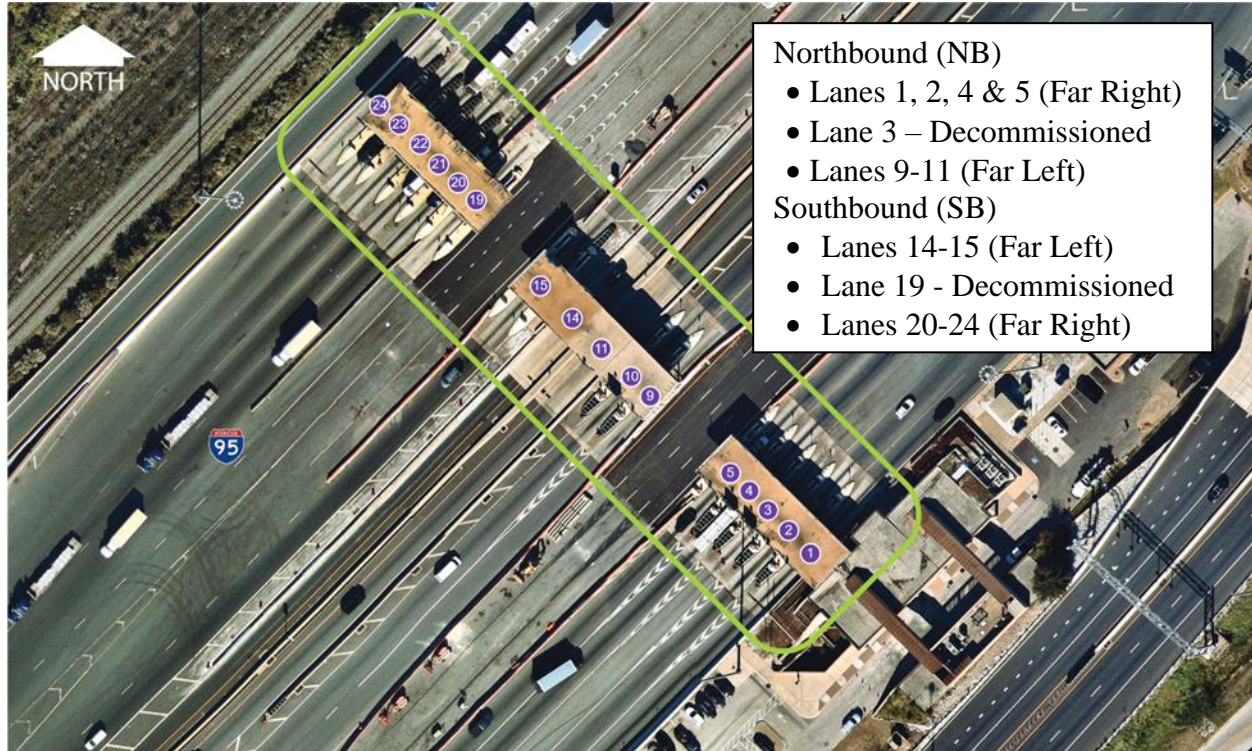 NORTH
Northbound (NB)
• Lanes 1, 2, 4 & 5 (Far Right)
• Lane 3 – Decommissioned
• Lanes 9-11 (Far Left)
Southbound (SB)
• Lanes 14-15 (Far Left)
• Lane 19 - Decommissioned
• Lanes 20-24 (Far Right)
24
23
22
21
20
19
15
14
11
10
9
95
5
4
3
2
1